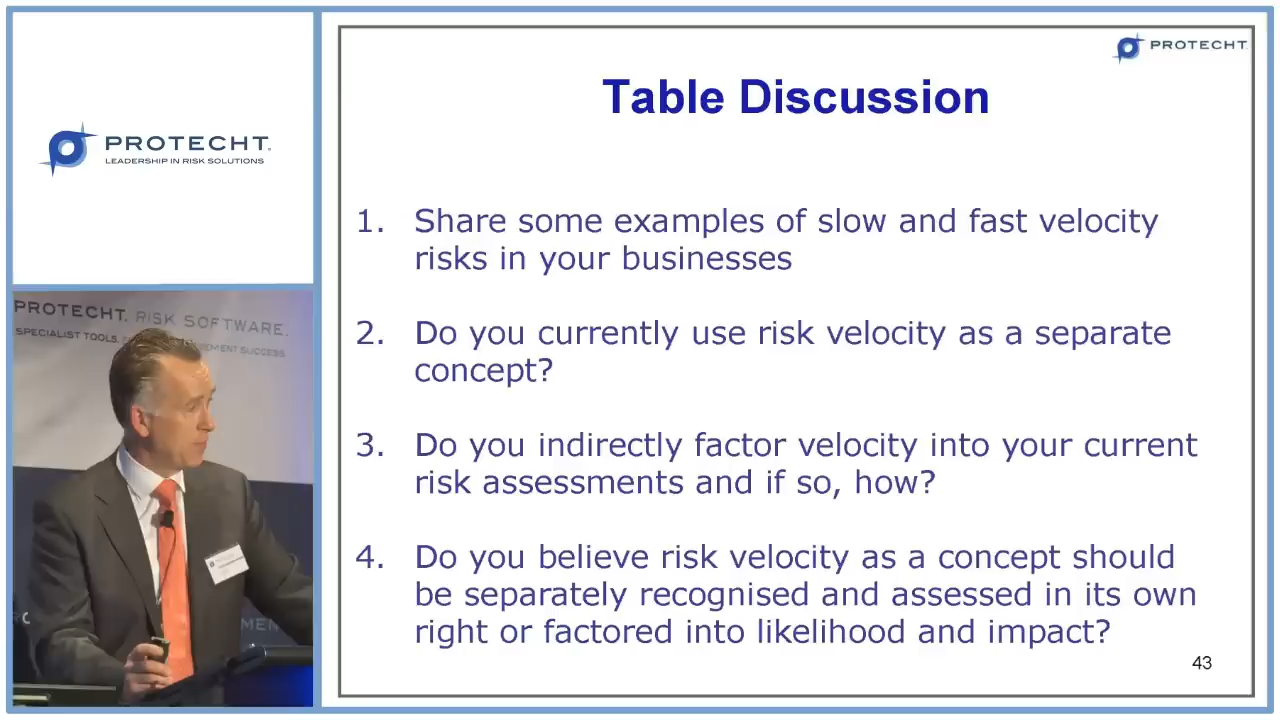 PROTECHT
Table Discussion
PROTECHT.
LEADERSHIP IN RISK SOLUTIONS
1. Share some examples of slow and fast velocity
risks in your businesses
2. Do you currently use risk velocity as a separate
concept?
3. Do you indirectly factor velocity into your current
risk assessments and if so, how?
4. Do you believe risk velocity as a concept should
be separately recognised and assessed in its own
right or factored into likelihood and impact?
43
PROTECHT. RISK SOFTWARE.
SPECIALIST TOOLS, EMENT SUCCESS
MEN